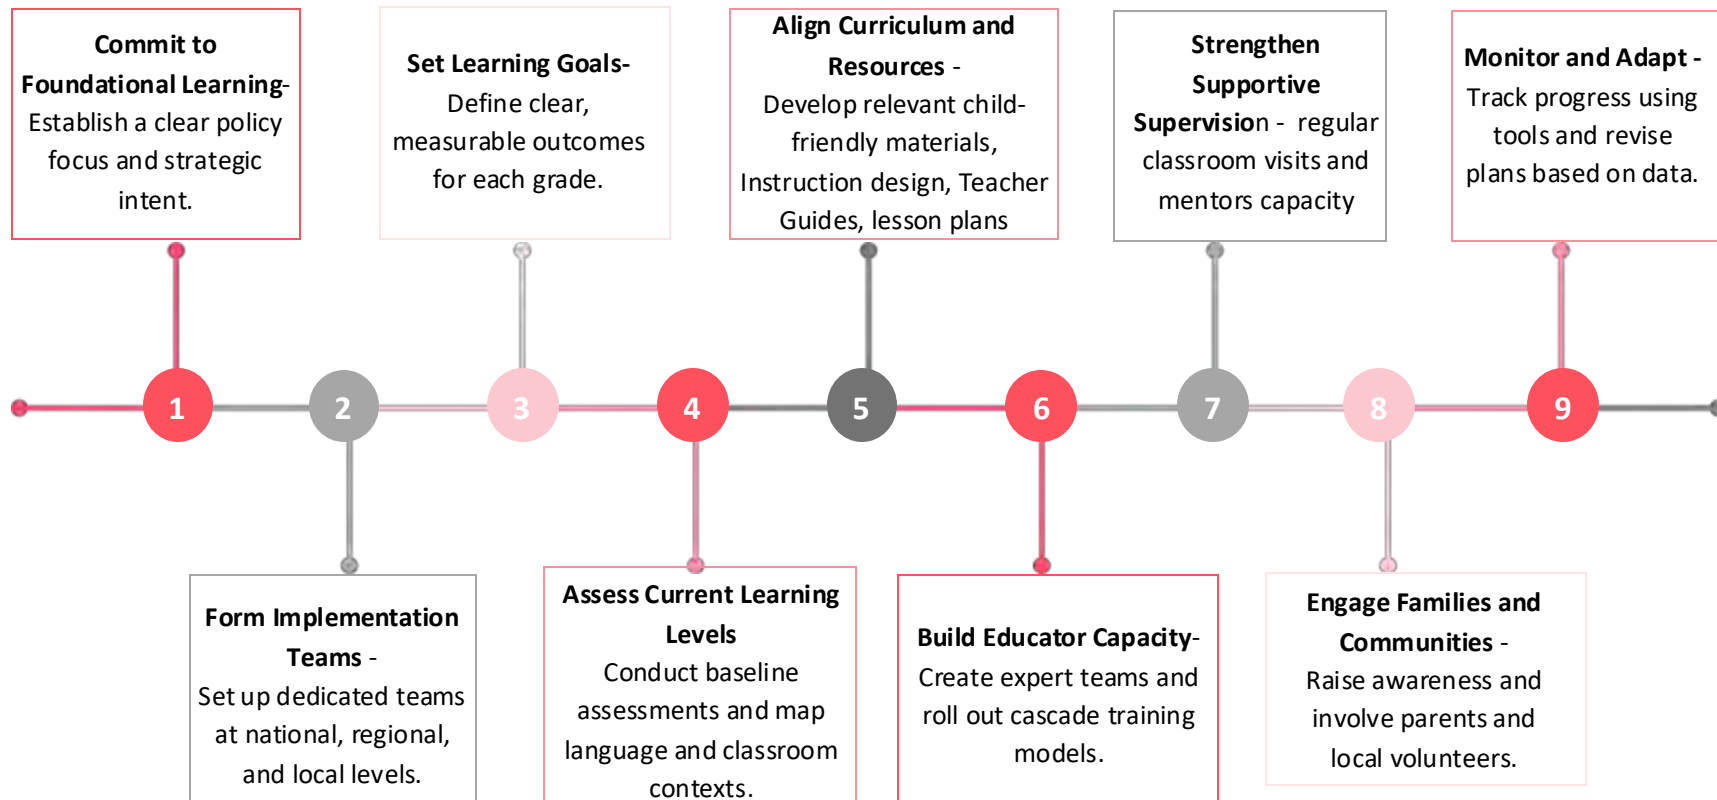 Commit to
Foundational Learning-
Establish a clear policy
focus and strategic
intent.
Set Learning Goals-
Define clear,
measurable outcomes
for each grade.
Align Curriculum and
Resources -
Develop relevant child-
friendly materials,
Instruction design, Teacher
Guides, lesson plans
Strengthen
Supportive
Supervision - regular
classroom visits and
mentors capacity
Monitor and Adapt -
Track progress using
tools and revise
plans based on data.
1
2
3
4
5
6
7
8
9
Form Implementation
Teams -
Set up dedicated teams
at national, regional,
and local levels.
Assess Current Learning
Levels
Conduct baseline
assessments and map
language and classroom
contexts.
Build Educator Capacity-
Create expert teams and
roll out cascade training
models.
Engage Families and
Communities -
Raise awareness and
involve parents and
local volunteers.